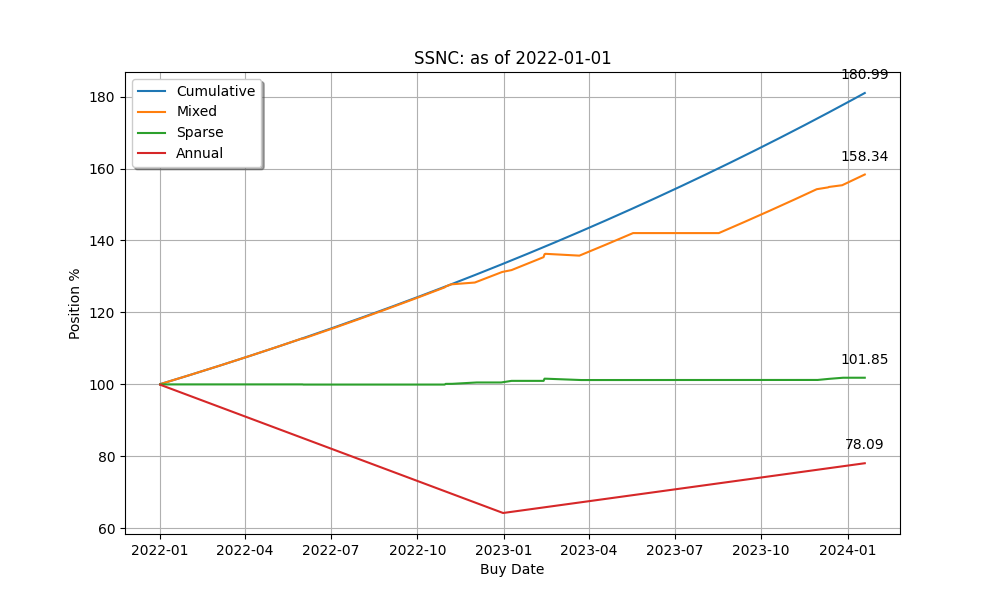 SSNC: as of 2022-01-01
Cumulative
Mixed
Sparse
Annual
180.99
158.34
101.85
78.09
Position %
180
160
140
120
100
80
60
2022-01 2022-04 2022-07 2022-10 2023-01 2023-04 2023-07 2023-10 2024-01
Buy Date